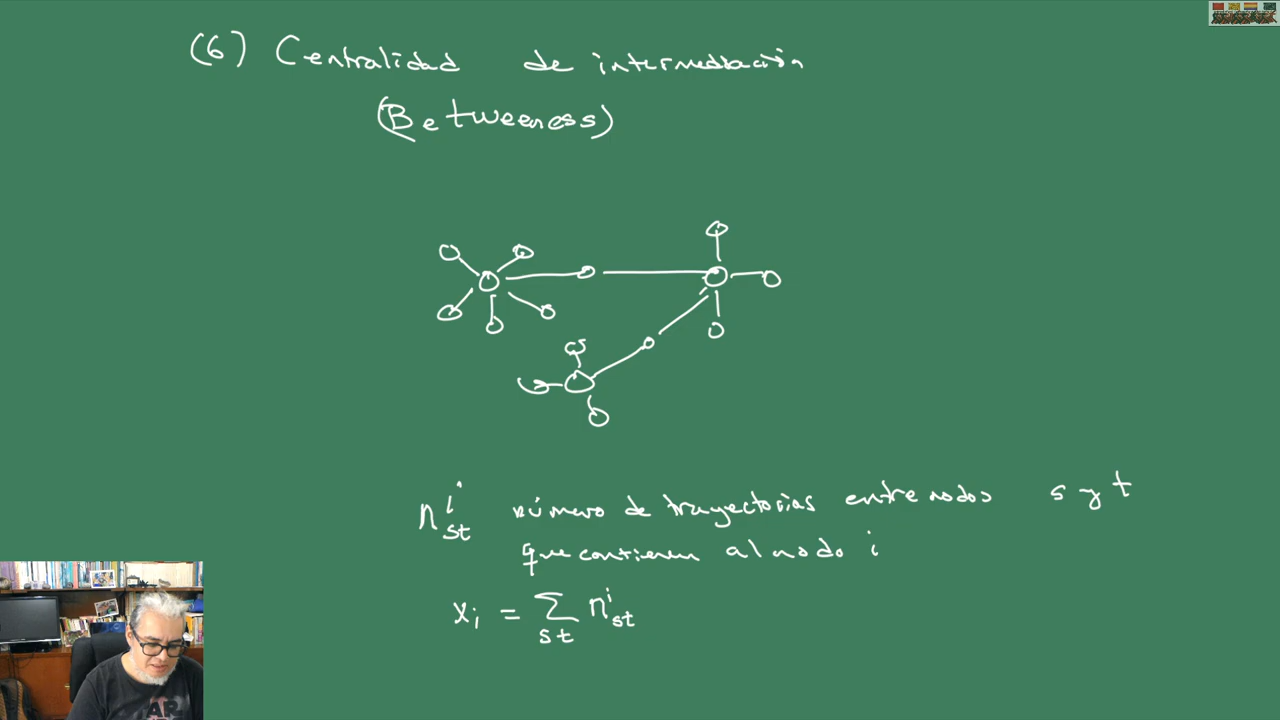 (6) Centralidad de intermediación
(Betweeness)
n^i_st número de trayectorias entre nodos s y t
que contienen al nodo i
x_i = Σ_st n^i_st